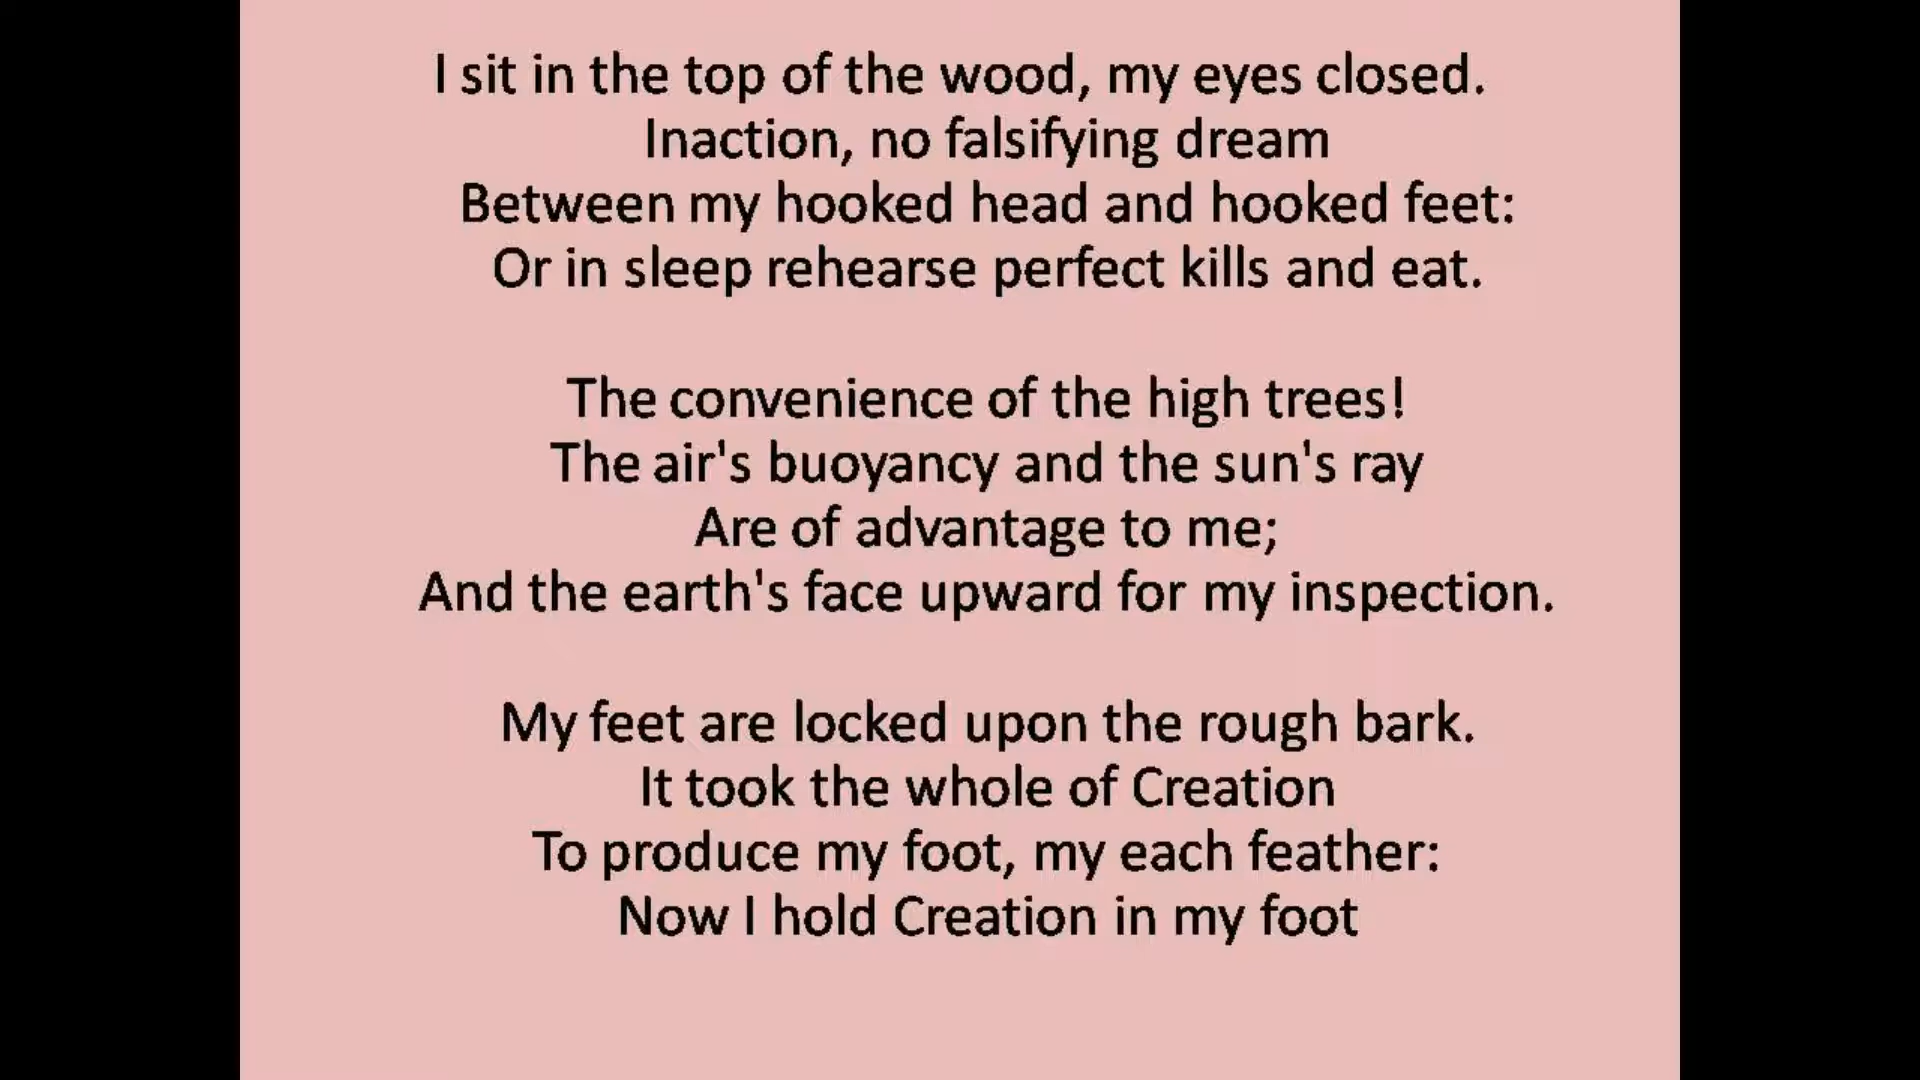 I sit in the top of the wood, my eyes closed.
Inaction, no falsifying dream
Between my hooked head and hooked feet:
Or in sleep rehearse perfect kills and eat.
The convenience of the high trees!
The air's buoyancy and the sun's ray
Are of advantage to me;
And the earth's face upward for my inspection.
My feet are locked upon the rough bark.
It took the whole of Creation
To produce my foot, my each feather:
Now I hold Creation in my foot